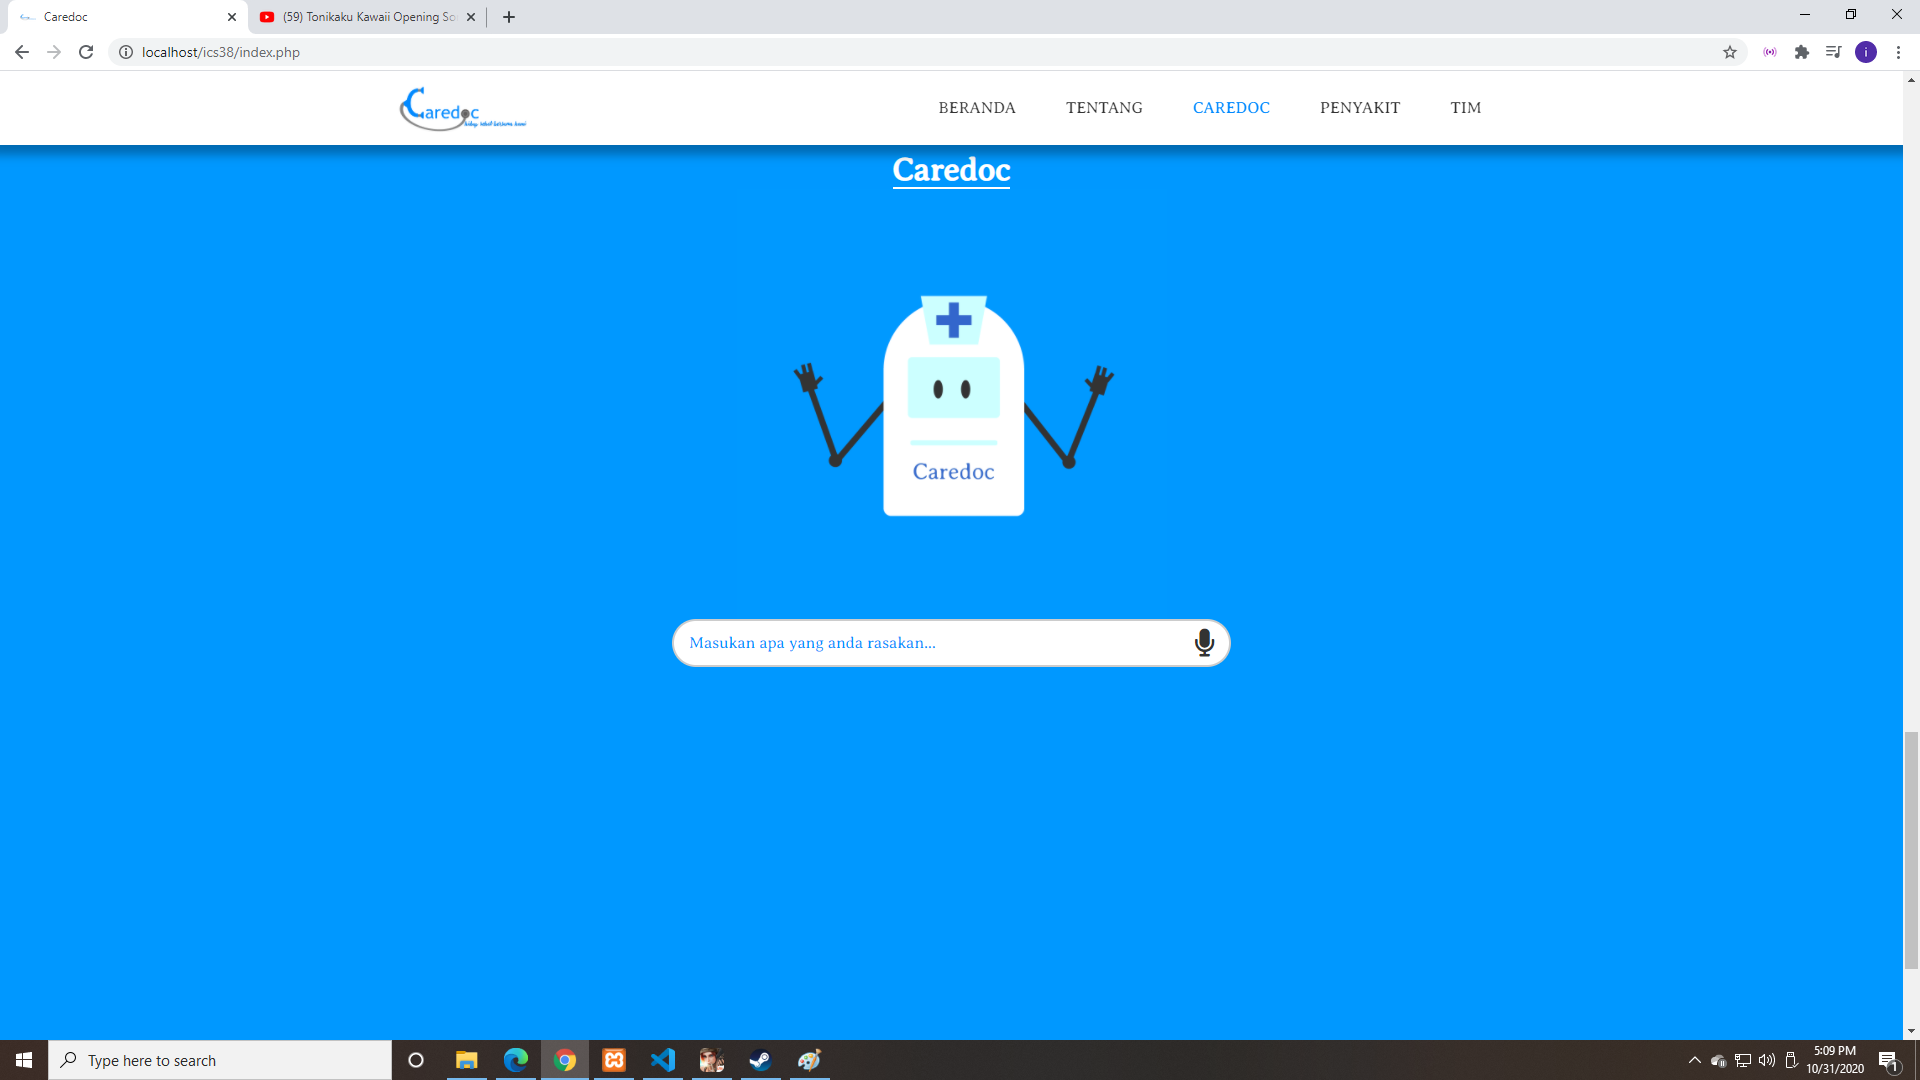 Caredoc
(59) Tonikaku Kawaii Opening So
localhost/ics38/index.php
Caredoc
BERANDA TENTANG CAREDOC PENYAKIT TIM
Caredoc
Caredoc
Masukan apa yang anda rasakan...
Type here to search
5:09 PM
10/31/2020
1